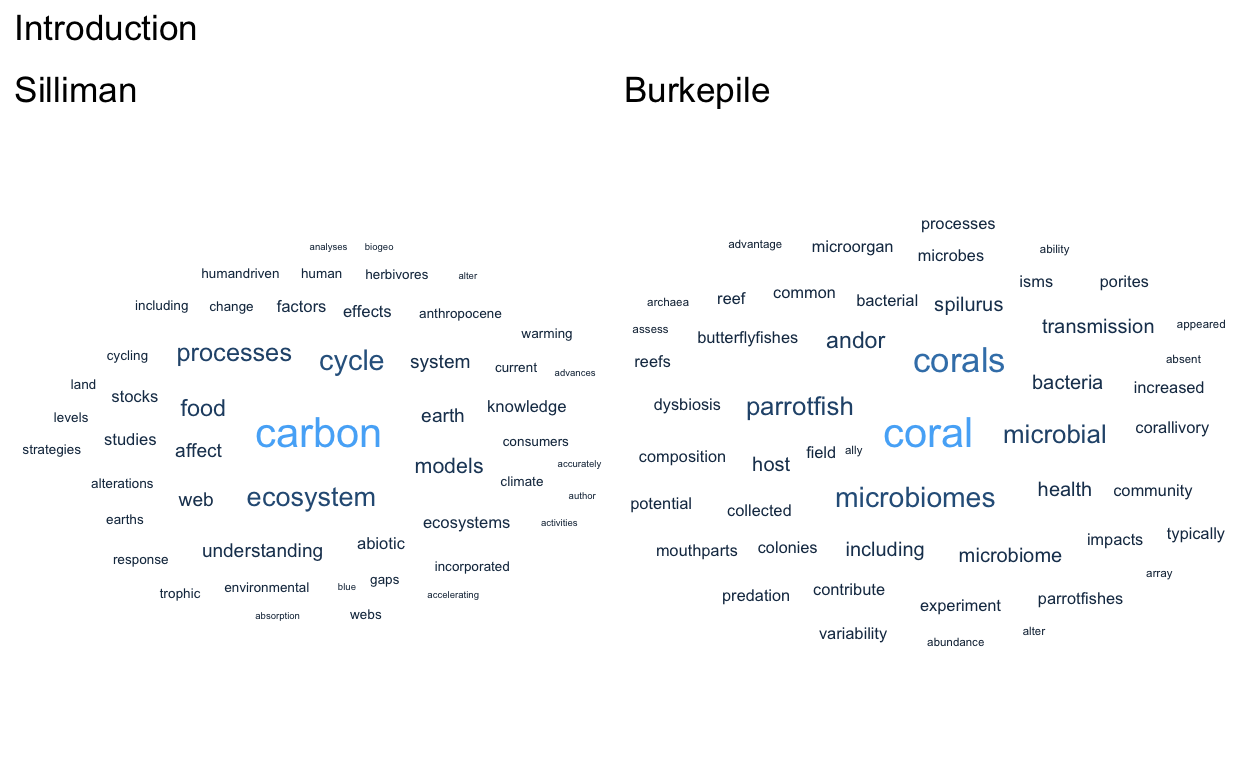 Introduction
Silliman
Burkepile
analyses biogeo
humandriven human herbivores alter
including change factors effects anthropocene
warming
cycling processes cycle system current advances
land stocks food earth knowledge
levels carbon
strategies studies affect consumers
models accurately
alterations web ecosystem climate author
earths ecosystems activities
response understanding abiotic
incorporated
trophic environmental blue gaps accelerating
absorption webs
processes
advantage microorgan microbes ability
isms porites
archaea reef common bacterial spilurus
assess butterflyfishes andor transmission appeared
reefs corals absent
bacteria increased
dysbiosis parrotfish
coral microbial corallivory
composition host field ally
potential collected microbiomes health community
mouthparts colonies including microbiome impacts typically
array
predation contribute experiment parrotfishes
variability abundance alter